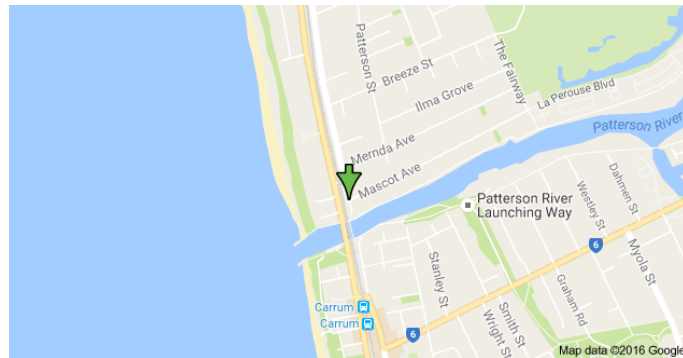 Patterson St
Breeze St
The Fairway
Ilma Grove
La Perouse Blvd
Mernda Ave
Patterson River
Mascot Ave
Patterson River
Launching Way
Westley St
Dahmen St
6
Myola St
Stanley St
Graham Rd
Carrum
Smith St
Carrum
6
Wright St
Map data ©2016 Google